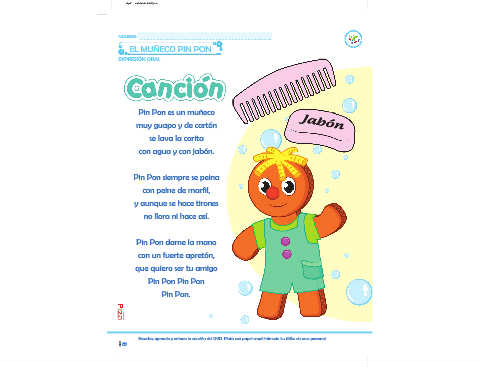 EL MUÑECO PIN PON
EXPRESIÓN ORAL
Canción
Pin Pon es un muñeco
muy guapo y de cartón
se lava la carita
con agua y con jabón.
Pin Pon siempre se peina
con peine de marfil,
y aunque se hace tirones
no llora ni hace así.
Pin Pon dame la mano
con un fuerte apretón,
que quiero ser tu amigo
Pin Pon Pin Pon
Pin Pon.
Jabón